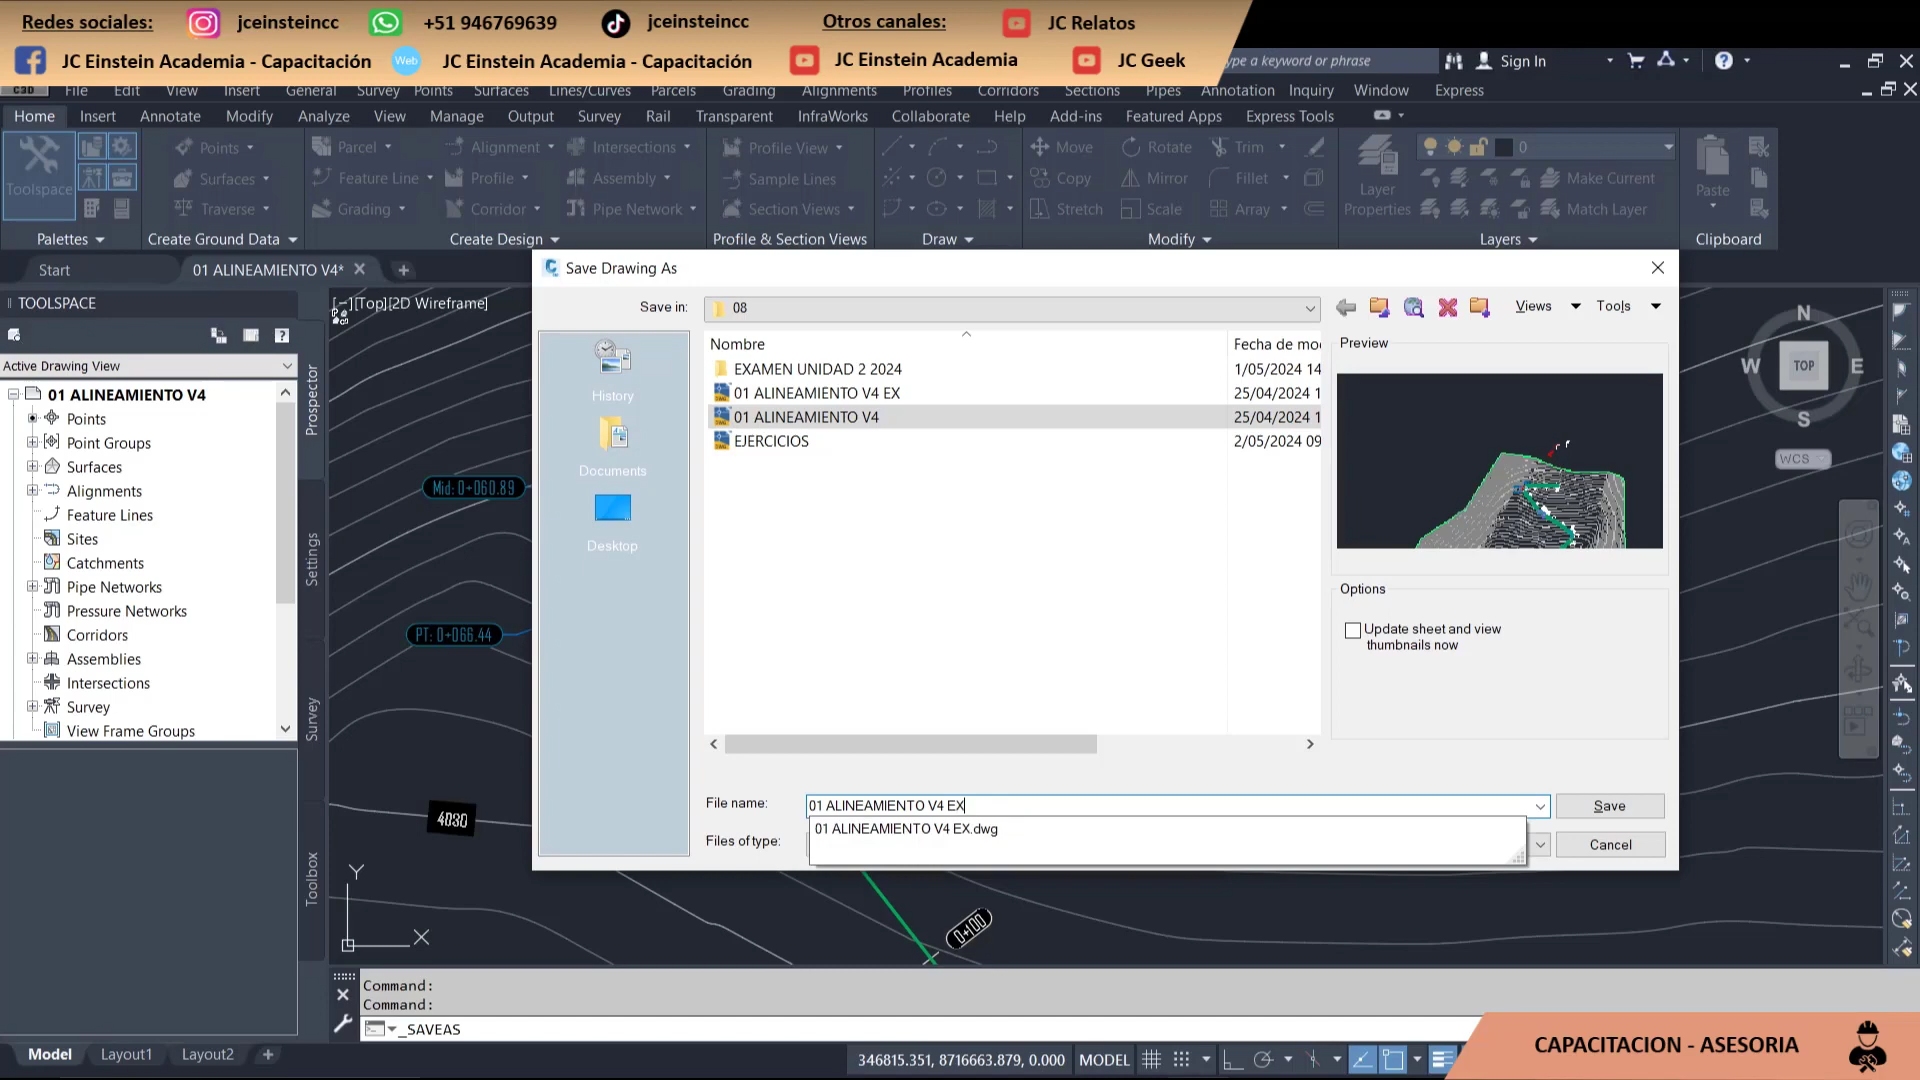 Redes sociales:
jceinsteincc
+51 946769639
jceinsteincc
Otros canales:
JC Relatos
JC Einstein Academia - Capacitación
Web
JC Einstein Academia - Capacitación
JC Einstein Academia
JC Geek
ype a keyword or phrase
Sign In
File Edit View Insert General Survey Points Surfaces Lines/Curves Parcels Grading Alignments Profiles Corridors Sections Pipes Annotation Inquiry Window Express
Home Insert Annotate Modify Analyze View Manage Output Survey Rail Transparent InfraWorks Collaborate Help Add-ins Featured Apps Express Tools
Points Parcel Alignment Intersections Profile View Move Rotate Trim 0
Toolspace Surfaces Feature Line Profile Assembly Sample Lines Copy Mirror Fillet Layer Properties Make Current Paste
Traverse Grading Corridor Pipe Network Section Views Stretch Scale Array Match Layer
Palettes Create Ground Data Create Design Profile & Section Views Draw Modify Layers Clipboard
Start 01 ALINEAMIENTO V4*
TOOLSPACE
Active Drawing View
01 ALINEAMIENTO V4
Points
Point Groups
Surfaces
Alignments
Feature Lines
Sites
Catchments
Pipe Networks
Pressure Networks
Corridors
Assemblies
Intersections
Survey
View Frame Groups
Prospector
Settings
Survey
Toolbox
[−][Top][2D Wireframe]
Mid: 0+060.89
PT: 0+066.44
4030
Y
X
0+100
Save Drawing As
Save in: 08
Views Tools
History
Documents
Desktop
Nombre Fecha de mo
EXAMEN UNIDAD 2 2024 1/05/2024 14
01 ALINEAMIENTO V4 EX 25/04/2024 1
01 ALINEAMIENTO V4 25/04/2024 1
EJERCICIOS 2/05/2024 09
Preview
Options
Update sheet and view
thumbnails now
File name: 01 ALINEAMIENTO V4 EX Save
01 ALINEAMIENTO V4 EX.dwg
Files of type: Cancel
N
W TOP E
S
WCS
Command:
Command:
_SAVEAS
Model Layout1 Layout2
346815.351, 8716663.879, 0.000 MODEL
CAPACITACION - ASESORIA